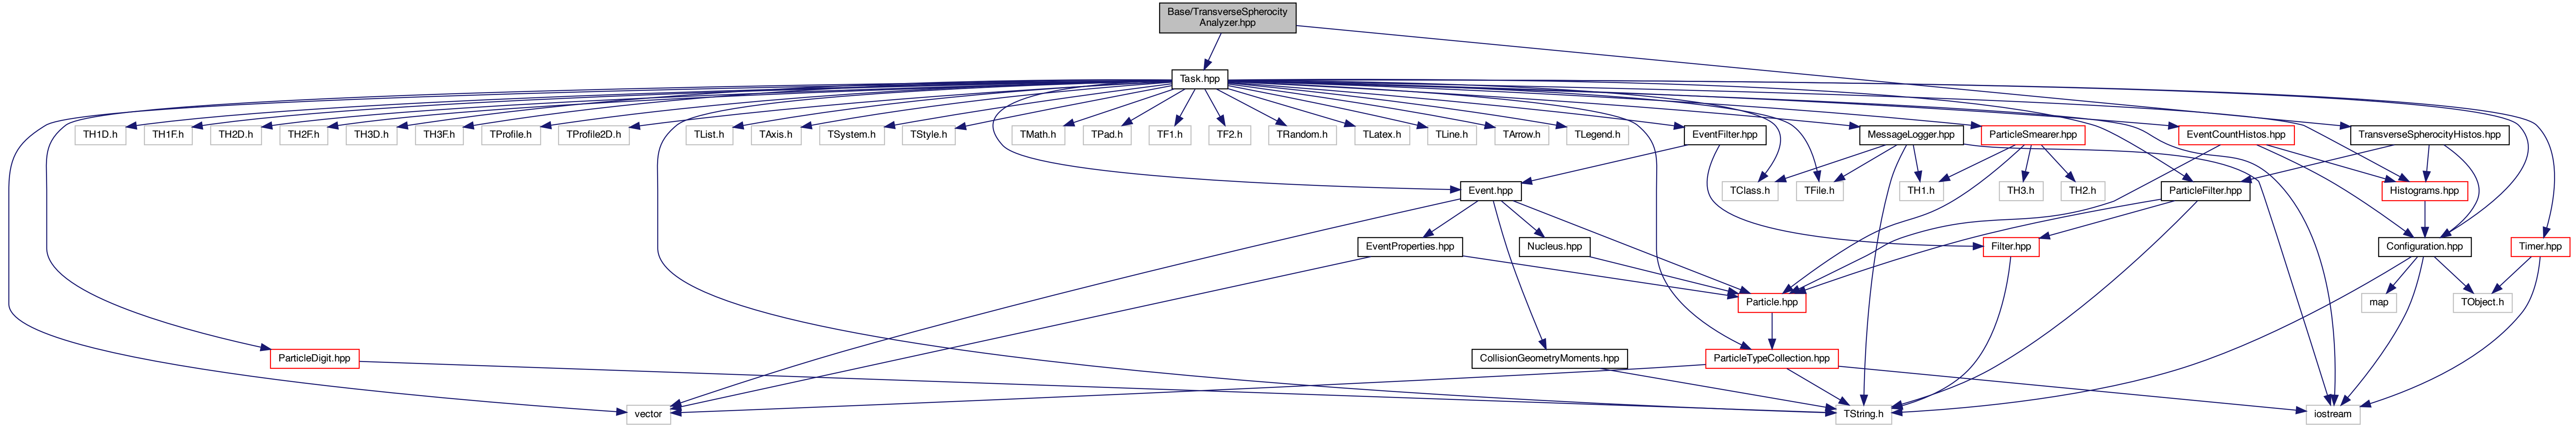 Base/TransverseSpherocity
Analyzer.hpp
Task.hpp
TH1D.h
TH1F.h
TH2D.h
TH2F.h
TH3D.h
TH3F.h
TProfile.h
TProfile2D.h
TList.h
TAxis.h
TSystem.h
TStyle.h
TMath.h
TPad.h
TF1.h
TF2.h
TRandom.h
TLatex.h
TLine.h
TArrow.h
TLegend.h
EventFilter.hpp
MessageLogger.hpp
ParticleSmearer.hpp
EventCountHistos.hpp
TransverseSpherocityHistos.hpp
Event.hpp
TClass.h
TFile.h
TH1.h
TH3.h
TH2.h
ParticleFilter.hpp
Histograms.hpp
EventProperties.hpp
Nucleus.hpp
Filter.hpp
Configuration.hpp
Timer.hpp
Particle.hpp
map
TObject.h
ParticleDigit.hpp
CollisionGeometryMoments.hpp
ParticleTypeCollection.hpp
vector
TString.h
iostream